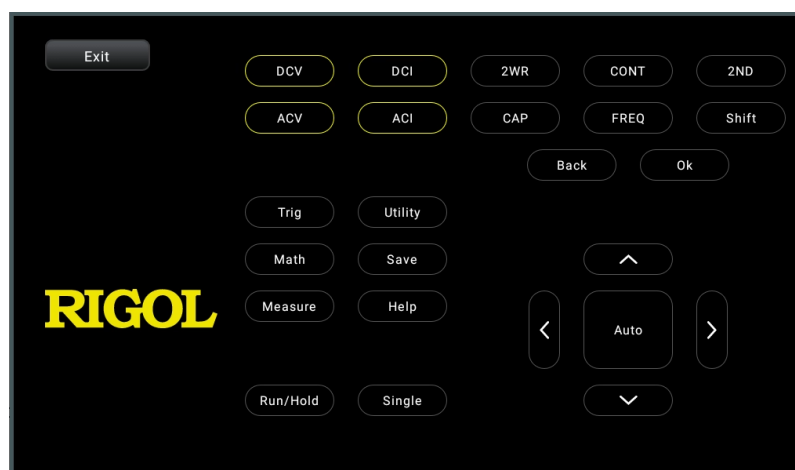 Exit
DCV DCI 2WR CONT 2ND
ACV ACI CAP FREQ Shift
Back Ok
Trig Utility
Math Save
RIGOL
Measure Help
Auto
Run/Hold Single